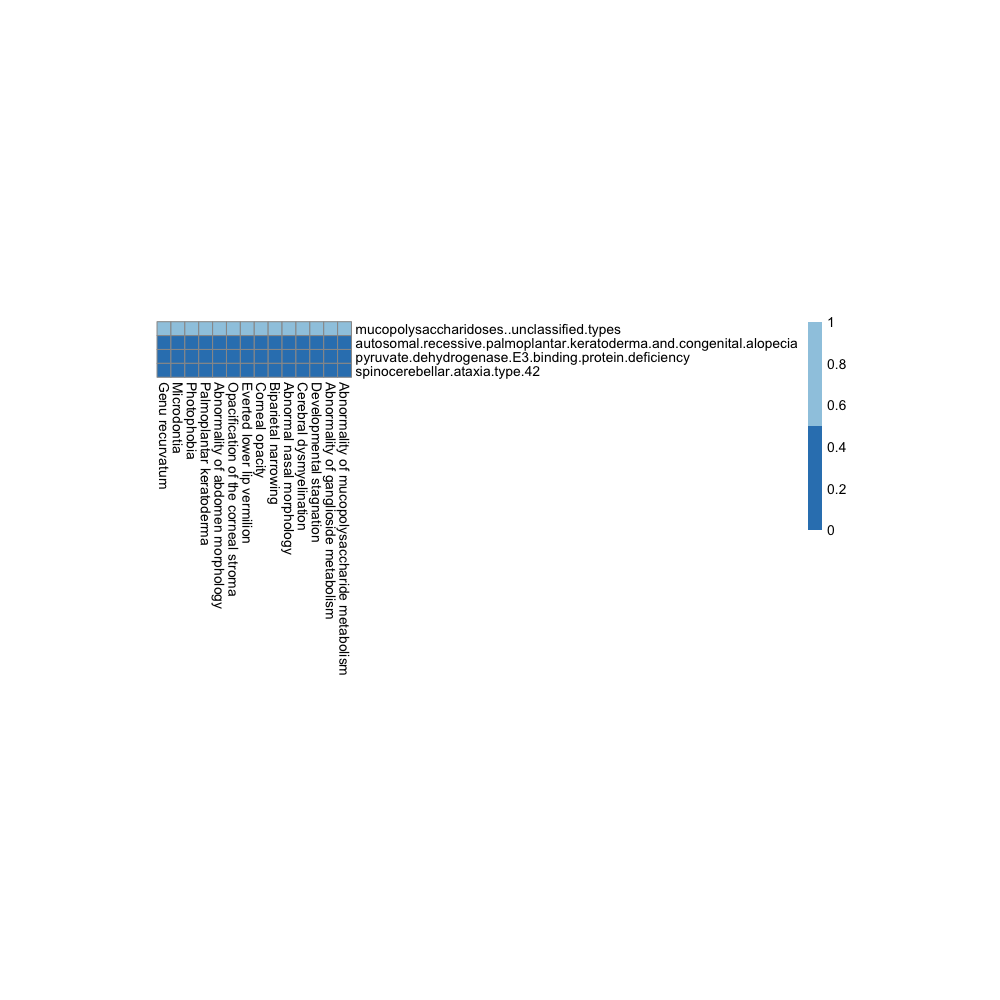 mucopolysaccharidoses..unclassified.types
autosomal.recessive.palmoplantar.keratoderma.and.congenital.alopecia
pyruvate.dehydrogenase.E3.binding.protein.deficiency
spinocerebellar.ataxia.type.42
1
0.8
0.6
0.4
0.2
0
Genu recurvatum
Microdontia
Photophobia
Palmoplantar keratoderma
Abnormality of abdomen morphology
Opacification of the corneal stroma
Everted lower lip vermilion
Corneal opacity
Biparietal narrowing
Abnormal nasal morphology
Cerebral dysmyelination
Developmental stagnation
Abnormality of ganglioside metabolism
Abnormality of mucopolysaccharide metabolism